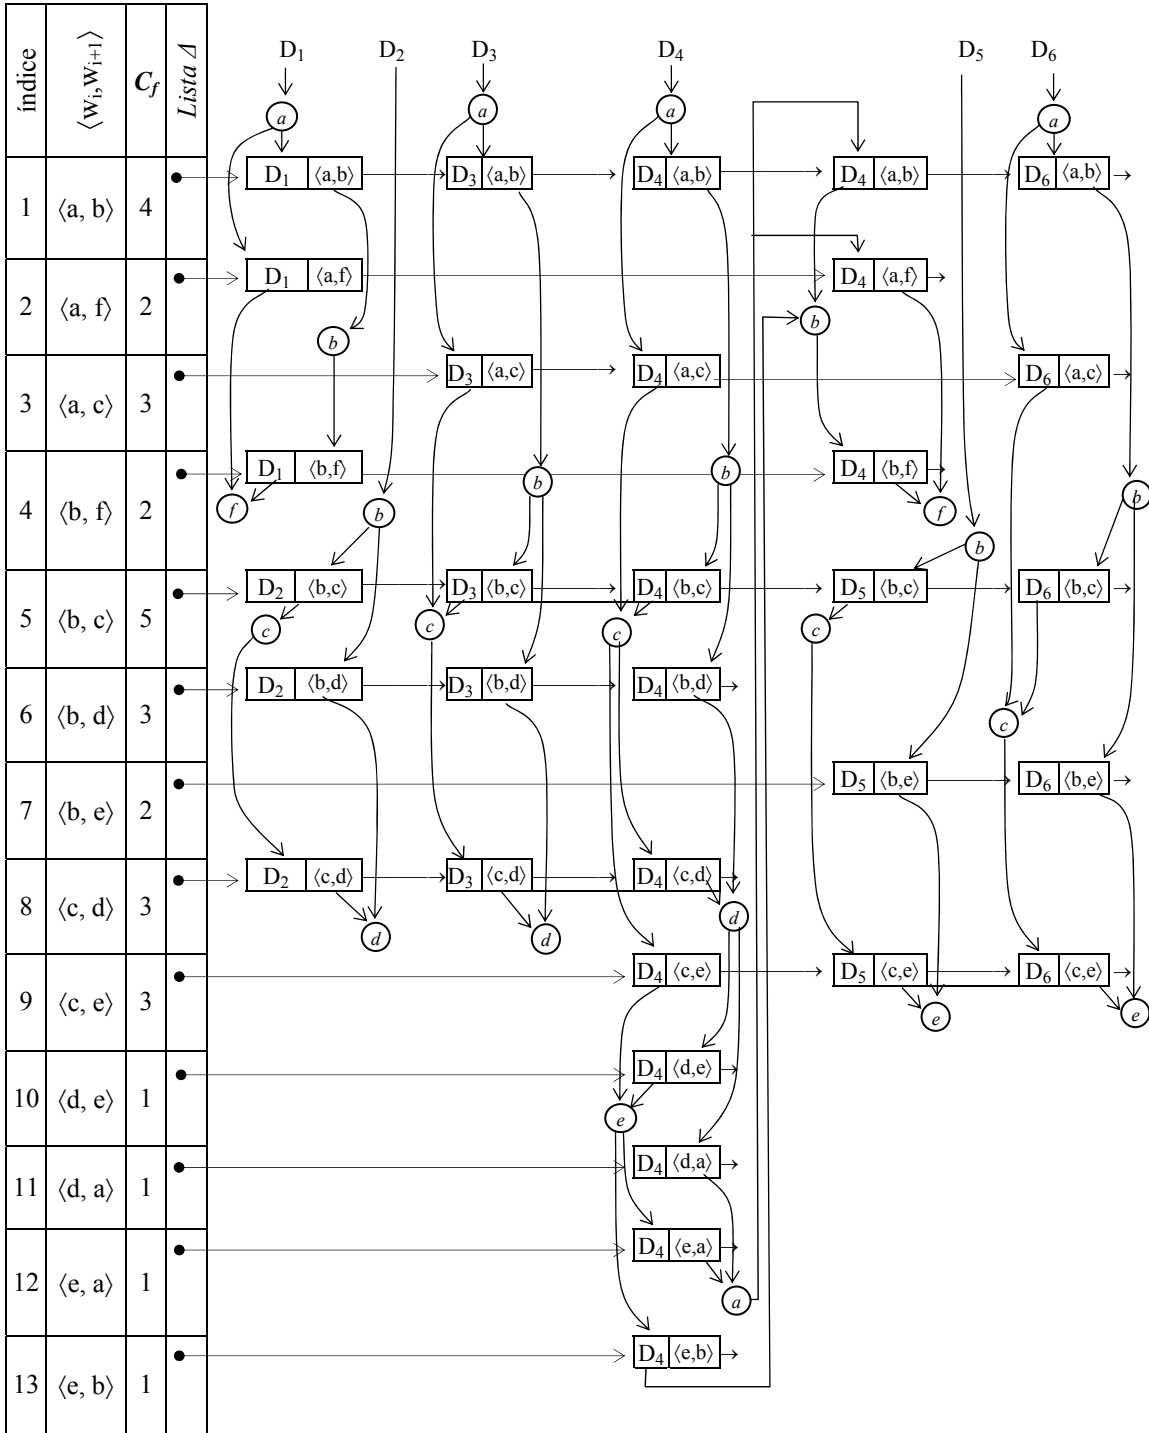 índice ⟨wᵢ,wᵢ₊₁⟩ C_f Lista Δ
D₁ D₂ D₃ D₄ D₅ D₆
a a a a
1 ⟨a, b⟩ 4 D₁ ⟨a,b⟩ D₃ ⟨a,b⟩ D₄ ⟨a,b⟩ D₄ ⟨a,b⟩ D₆ ⟨a,b⟩
2 ⟨a, f⟩ 2 D₁ ⟨a,f⟩ D₄ ⟨a,f⟩
b b
3 ⟨a, c⟩ 3 D₃ ⟨a,c⟩ D₄ ⟨a,c⟩ D₆ ⟨a,c⟩
4 ⟨b, f⟩ 2 D₁ ⟨b,f⟩ D₄ ⟨b,f⟩
f b b b f b b
5 ⟨b, c⟩ 5 D₂ ⟨b,c⟩ D₃ ⟨b,c⟩ D₄ ⟨b,c⟩ D₅ ⟨b,c⟩ D₆ ⟨b,c⟩
c c c c
6 ⟨b, d⟩ 3 D₂ ⟨b,d⟩ D₃ ⟨b,d⟩ D₄ ⟨b,d⟩
c
7 ⟨b, e⟩ 2 D₅ ⟨b,e⟩ D₆ ⟨b,e⟩
8 ⟨c, d⟩ 3 D₂ ⟨c,d⟩ D₃ ⟨c,d⟩ D₄ ⟨c,d⟩
d d d
9 ⟨c, e⟩ 3 D₄ ⟨c,e⟩ D₅ ⟨c,e⟩ D₆ ⟨c,e⟩
e e
10 ⟨d, e⟩ 1 D₄ ⟨d,e⟩
e
11 ⟨d, a⟩ 1 D₄ ⟨d,a⟩
12 ⟨e, a⟩ 1 D₄ ⟨e,a⟩
a
13 ⟨e, b⟩ 1 D₄ ⟨e,b⟩